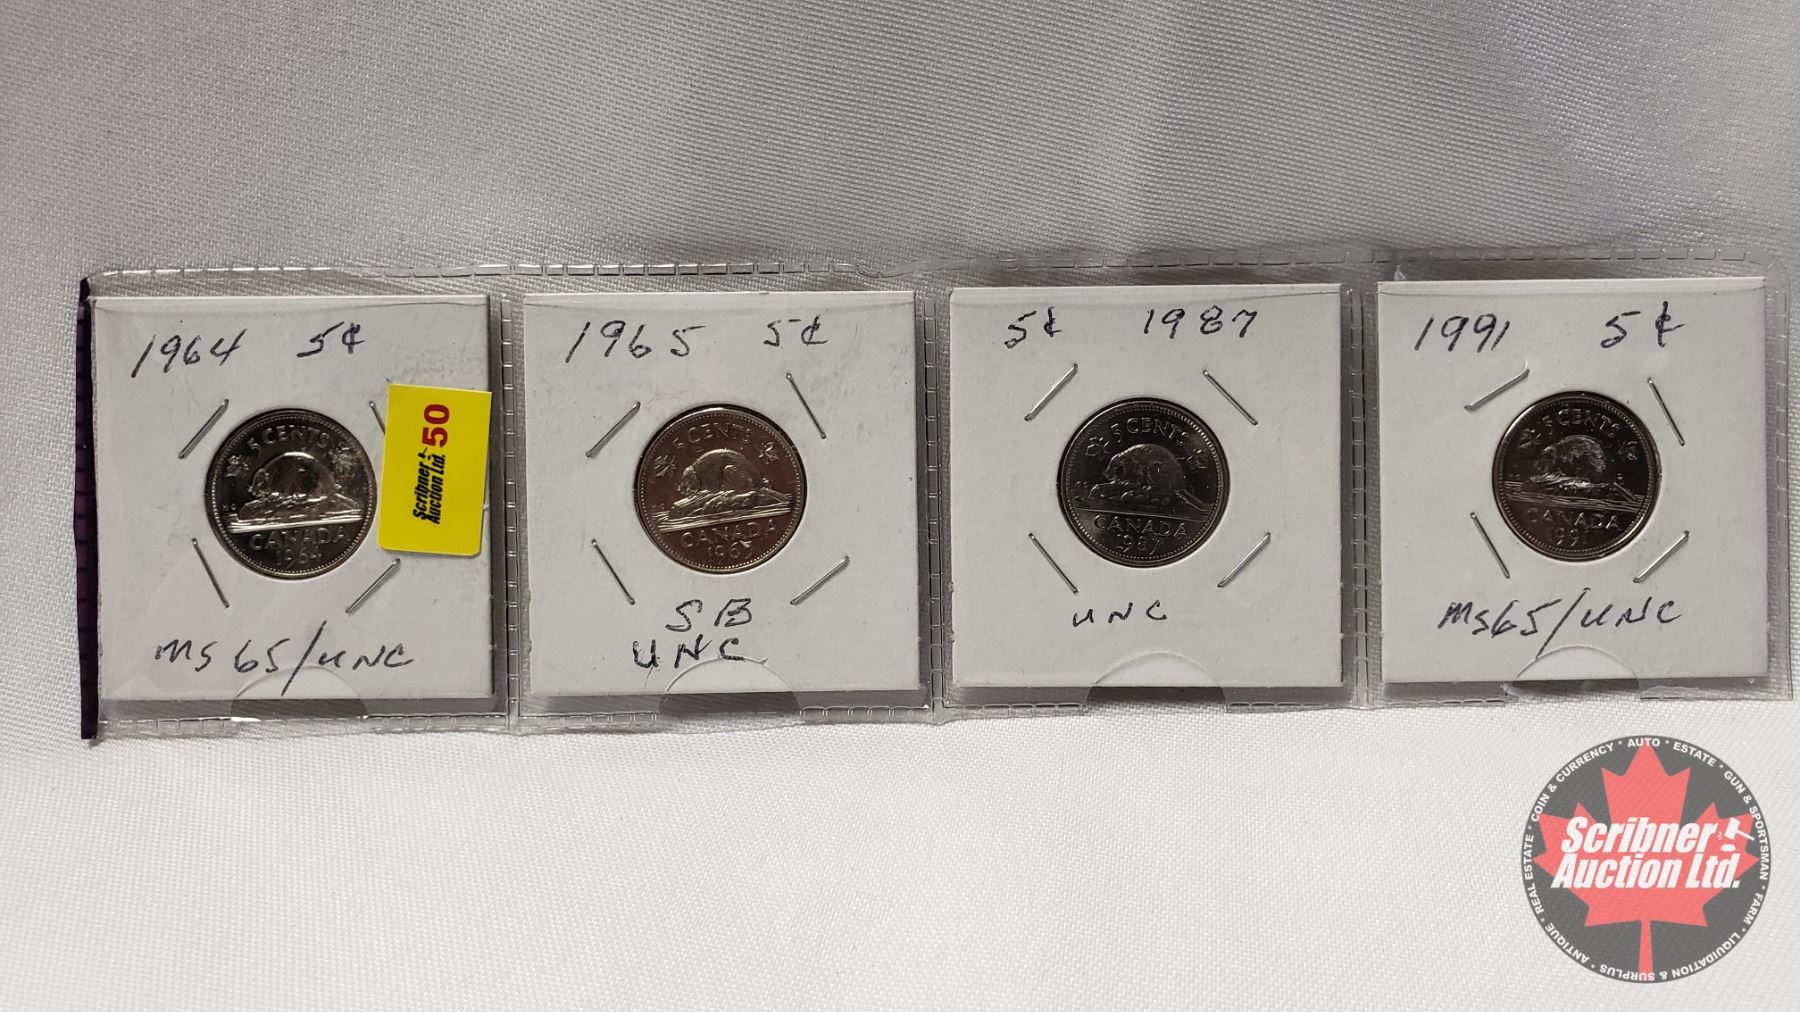 1964 5¢
5 CENTS
CANADA
1964
MS 65/UNC
Scribner
Auction Ltd.
50
1965 5¢
5 CENTS
CANADA
1965
SB
UNC
5¢ 1987
5 CENTS
CANADA
1987
UNC
1991 5¢
5 CENTS
CANADA
1991
MS65/UNC
COIN & CURRENCY * AUTO * ESTATE * GUN & SPORTSMAN * FARM * LIQUIDATION & SURPLUS * ANTIQUE * REAL ESTATE *
Scribner
Auction Ltd.